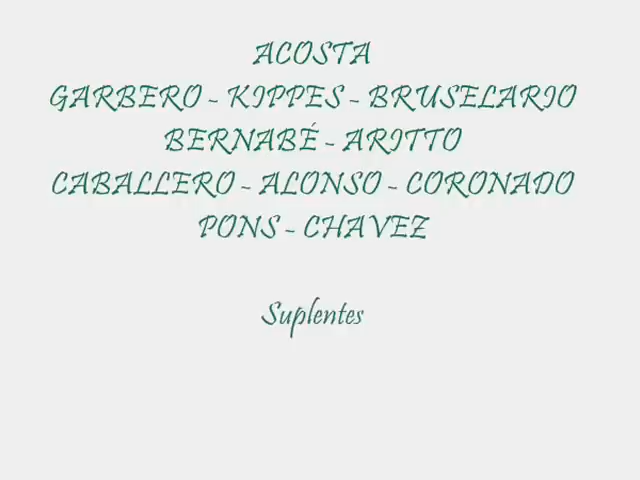 ACOSTA
GARBERO - KIPPES - BRUSELARIO
BERNABÉ - ARITTO
CABALLERO - ALONSO - CORONADO
PONS - CHAVEZ
Suplentes